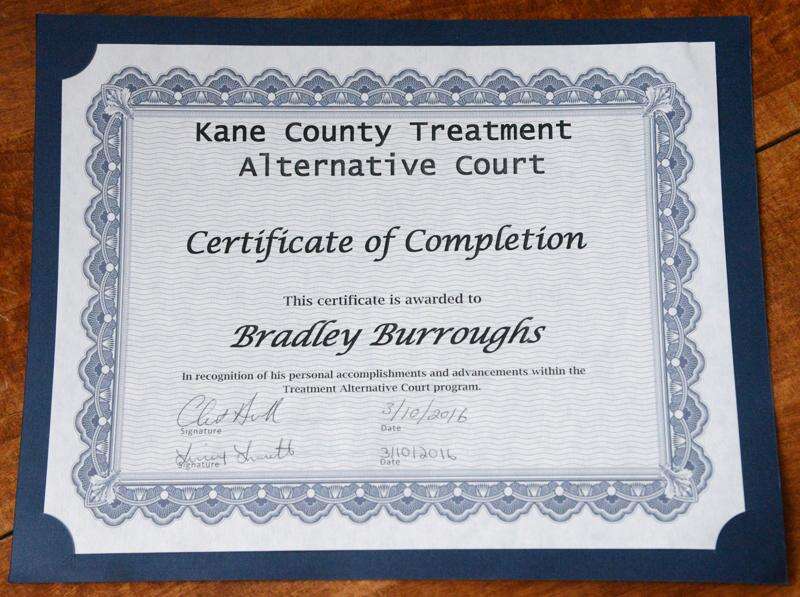 Kane County Treatment
Alternative Court
Certificate of Completion
This certificate is awarded to
Bradley Burroughs
In recognition of his personal accomplishments and advancements within the
Treatment Alternative Court program.
3/10/2016
Signature
Date
3/10/2016
Signature
Date